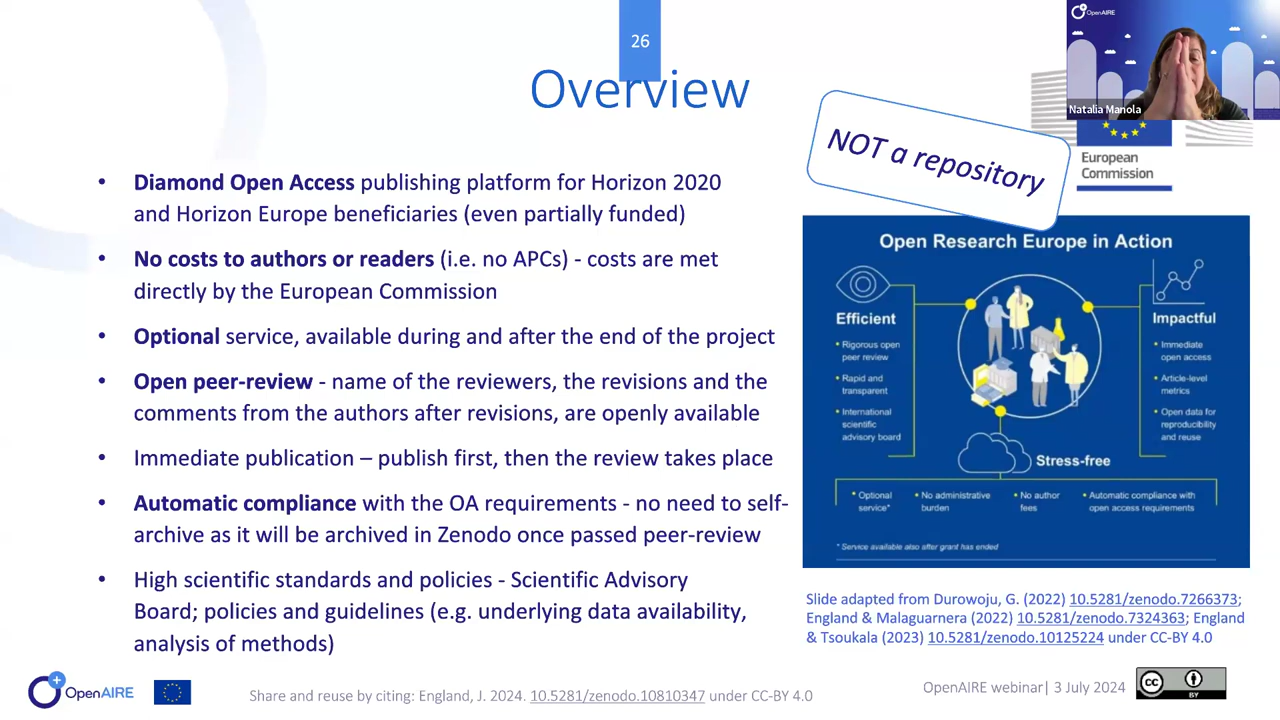 26
OpenAIRE
Natalia Manola
Overview
NOT a repository
European
Commission
• Diamond Open Access publishing platform for Horizon 2020
and Horizon Europe beneficiaries (even partially funded)
• No costs to authors or readers (i.e. no APCs) - costs are met
directly by the European Commission
• Optional service, available during and after the end of the project
• Open peer-review - name of the reviewers, the revisions and the
comments from the authors after revisions, are openly available
Immediate publication – publish first, then the review takes place
• Automatic compliance with the OA requirements - no need to self-
archive as it will be archived in Zenodo once passed peer-review
• High scientific standards and policies - Scientific Advisory
Board; policies and guidelines (e.g. underlying data availability,
analysis of methods)
Open Research Europe in Action
Efficient
• Rigorous open
peer review
• Rapid and
transparent
• International
scientific
advisory board
Impactful
• Immediate
open access
• Article-level
metrics
• Open data for
reproducibility
and reuse
Stress-free
• Optional
service*
• No administrative
burden
• No author
fees
• Automatic compliance with
open access requirements
* Service available also after grant has ended
Slide adapted from Durowoju, G. (2022) 10.5281/zenodo.7266373;
England & Malaguarnera (2022) 10.5281/zenodo.7324363; England
& Tsoukala (2023) 10.5281/zenodo.10125224 under CC-BY 4.0
OpenAIRE
Share and reuse by citing: England, J. 2024. 10.5281/zenodo.10810347 under CC-BY 4.0
OpenAIRE webinar| 3 July 2024
cc
BY